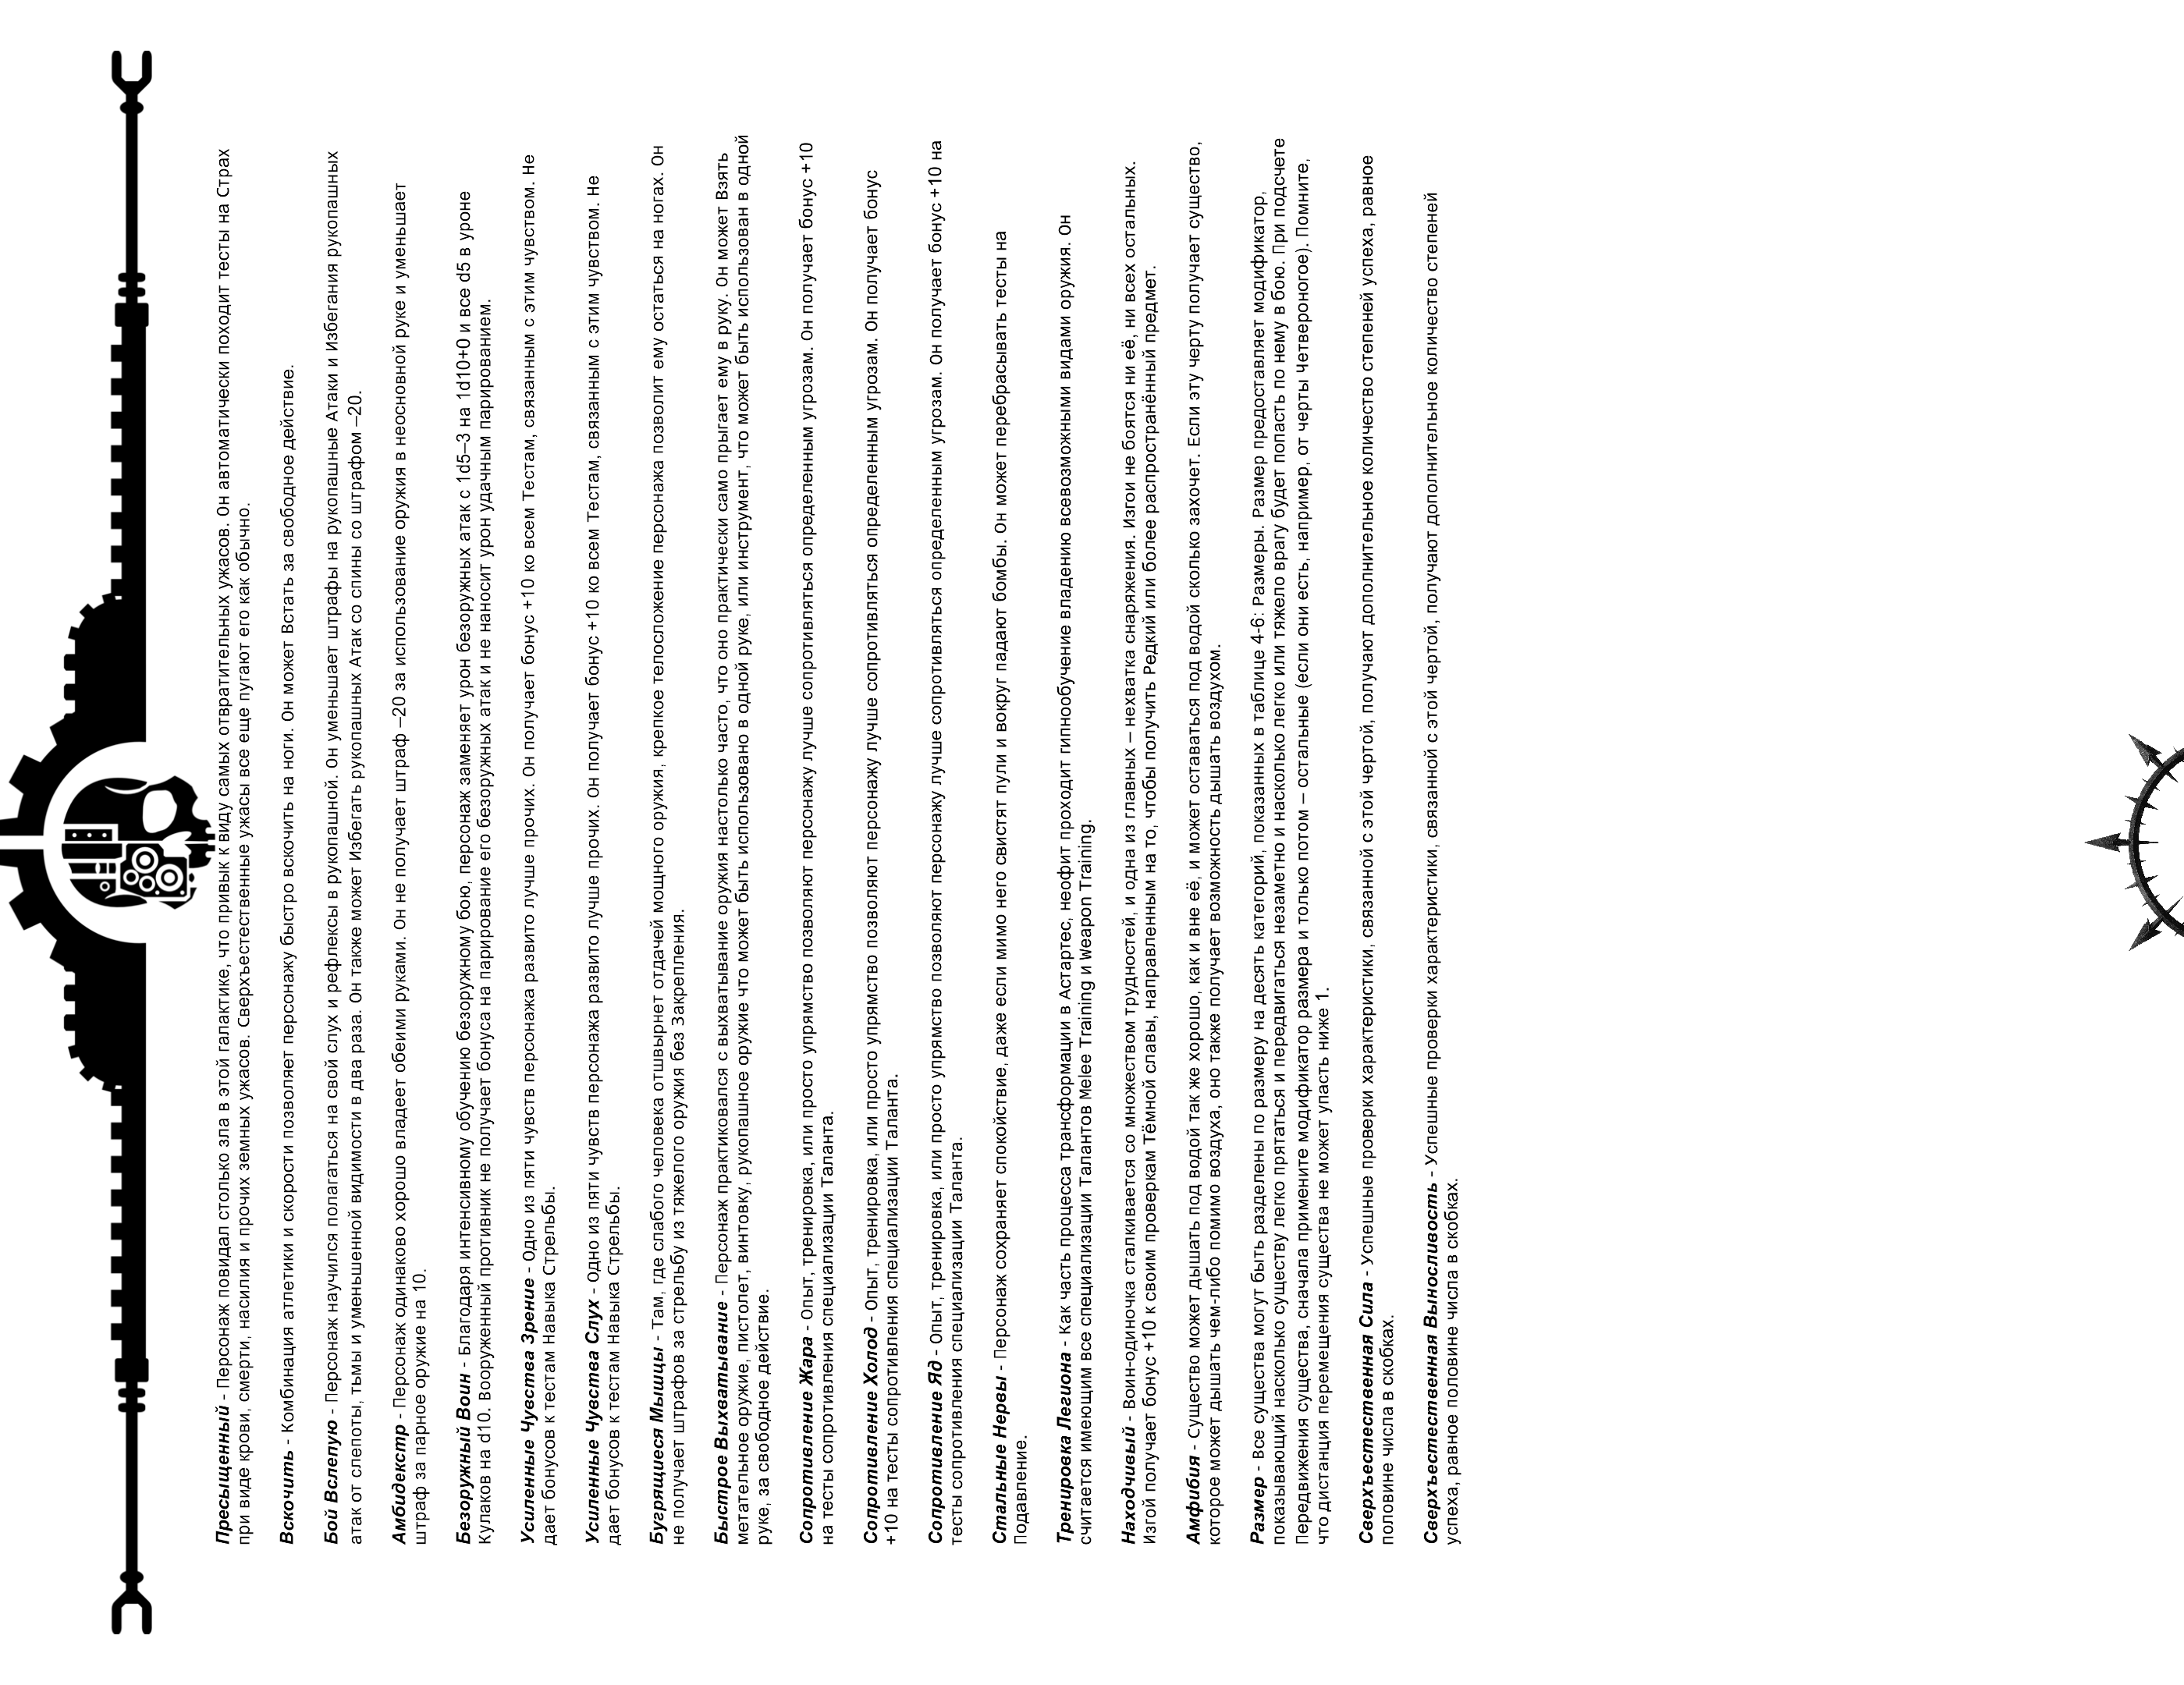 Пресыщенный - Персонаж повидал столько зла в этой галактике, что привык к виду самых отвратительных ужасов. Он автоматически походит тесты на Страх
при виде крови, смерти, насилия и прочих земных ужасов. Сверхъестественные ужасы все еще пугают его как обычно.
Вскочить - Комбинация атлетики и скорости позволяет персонажу быстро вскочить на ноги. Он может Встать за свободное действие.
Бой Вслепую - Персонаж научился полагаться на свой слух и рефлексы в рукопашной. Он уменьшает штрафы на рукопашные Атаки и Избегания рукопашных
атак от слепоты, тьмы и уменьшенной видимости в два раза. Он также может Избегать рукопашных Атак со спины со штрафом –20.
Амбидекстр - Персонаж одинаково хорошо владеет обеими руками. Он не получает штраф –20 за использование оружия в неосновной руке и уменьшает
штраф за парное оружие на 10.
Безоружный Воин - Благодаря интенсивному обучению безоружному бою, персонаж заменяет урон безоружных атак с 1d5–3 на 1d10+0 и все d5 в уроне
Кулаков на d10. Вооруженный противник не получает бонуса на парирование его безоружных атак и не наносит урон удачным парированием.
Усиленные Чувства Зрение - Одно из пяти чувств персонажа развито лучше прочих. Он получает бонус +10 ко всем Тестам, связанным с этим чувством. Не
дает бонусов к тестам Навыка Стрельбы.
Усиленные Чувства Слух - Одно из пяти чувств персонажа развито лучше прочих. Он получает бонус +10 ко всем Тестам, связанным с этим чувством. Не
дает бонусов к тестам Навыка Стрельбы.
Бугрящиеся Мышцы - Там, где слабого человека отшвырнет отдачей мощного оружия, крепкое телосложение персонажа позволит ему остаться на ногах. Он
не получает штрафов за стрельбу из тяжелого оружия без Закрепления.
Быстрое Выхватывание - Персонаж практиковался с выхватывание оружия настолько часто, что оно практически само прыгает ему в руку. Он может Взять
метательное оружие, пистолет, винтовку, рукопашное оружие что может быть использовано в одной руке, или инструмент, что может быть использован в одной
руке, за свободное действие.
Сопротивление Жара - Опыт, тренировка, или просто упрямство позволяют персонажу лучше сопротивляться определенным угрозам. Он получает бонус +10
на тесты сопротивления специализации Таланта.
Сопротивление Холод - Опыт, тренировка, или просто упрямство позволяют персонажу лучше сопротивляться определенным угрозам. Он получает бонус
+10 на тесты сопротивления специализации Таланта.
Сопротивление Яд - Опыт, тренировка, или просто упрямство позволяют персонажу лучше сопротивляться определенным угрозам. Он получает бонус +10 на
тесты сопротивления специализации Таланта.
Стальные Нервы - Персонаж сохраняет спокойствие, даже если мимо него свистят пули и вокруг падают бомбы. Он может перебрасывать тесты на
Подавление.
Тренировка Легиона - Как часть процесса трансформации в Астартес, неофит проходит гипнообучение владению всевозможными видами оружия. Он
считается имеющим все специализации Талантов Melee Training и Weapon Training.
Находчивый - Воин-одиночка сталкивается со множеством трудностей, и одна из главных – нехватка снаряжения. Изгои не боятся ни её, ни всех остальных.
Изгой получает бонус +10 к своим проверкам Тёмной славы, направленным на то, чтобы получить Редкий или более распространённый предмет.
Амфибия - Существо может дышать под водой так же хорошо, как и вне её, и может оставаться под водой сколько захочет. Если эту черту получает существо,
которое может дышать чем-либо помимо воздуха, оно также получает возможность дышать воздухом.
Размер - Все существа могут быть разделены по размеру на десять категорий, показанных в таблице 4-6: Размеры. Размер предоставляет модификатор,
показывающий насколько существу легко прятаться и передвигаться незаметно и насколько легко или тяжело врагу будет попасть по нему в бою. При подсчете
Передвижения существа, сначала примените модификатор размера и только потом – остальные (если они есть, например, от черты Четвероногое). Помните,
что дистанция перемещения существа не может упасть ниже 1.
Сверхъестественная Сила - Успешные проверки характеристики, связанной с этой чертой, получают дополнительное количество степеней успеха, равное
половине числа в скобках.
Сверхъестественная Выносливость - Успешные проверки характеристики, связанной с этой чертой, получают дополнительное количество степеней
успеха, равное половине числа в скобках.